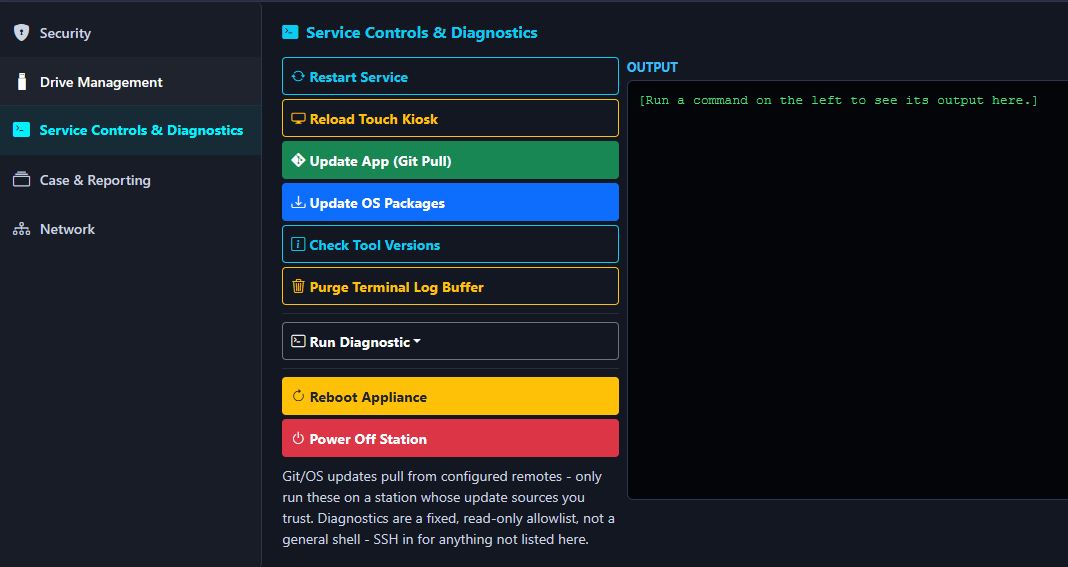 Security
Drive Management
Service Controls & Diagnostics
Case & Reporting
Network
Service Controls & Diagnostics
Restart Service
Reload Touch Kiosk
Update App (Git Pull)
Update OS Packages
Check Tool Versions
Purge Terminal Log Buffer
Run Diagnostic
Reboot Appliance
Power Off Station
Git/OS updates pull from configured remotes - only
run these on a station whose update sources you
trust. Diagnostics are a fixed, read-only allowlist, not a
general shell - SSH in for anything not listed here.
OUTPUT
[Run a command on the left to see its output here.]